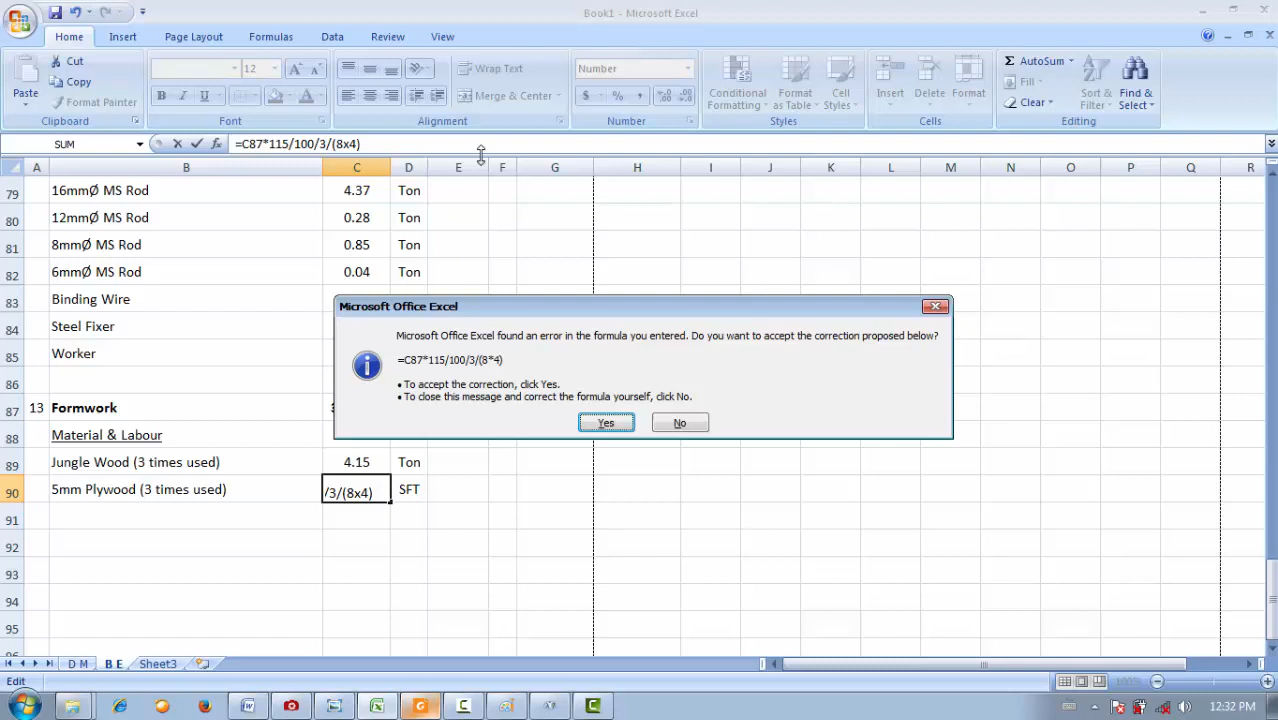 Book1 - Microsoft Excel
Home Insert Page Layout Formulas Data Review View
Paste
Cut
Copy
Format Painter
Clipboard
12
A A
B I U
A
Font
Wrap Text
Merge & Center
Alignment
Number
$ % ,
Number
Conditional Formatting
Format as Table
Cell Styles
Styles
Insert Delete Format
Cells
Σ AutoSum
Fill
Clear
Sort & Filter
Find & Select
Editing
SUM fx =C87*115/100/3/(8x4)
A B C D E F G H I J K L M N O P Q R
79 16mmØ MS Rod 4.37 Ton
80 12mmØ MS Rod 0.28 Ton
81 8mmØ MS Rod 0.85 Ton
82 6mmØ MS Rod 0.04 Ton
83 Binding Wire
84 Steel Fixer
85 Worker
86
87 13 Formwork
88 Material & Labour
89 Jungle Wood (3 times used) 4.15 Ton
90 5mm Plywood (3 times used) /3/(8x4) SFT
91
92
93
94
95
Microsoft Office Excel
Microsoft Office Excel found an error in the formula you entered. Do you want to accept the correction proposed below?
=C87*115/100/3/(8*4)
• To accept the correction, click Yes.
• To close this message and correct the formula yourself, click No.
Yes No
D M B E Sheet3
Edit 100%
12:32 PM